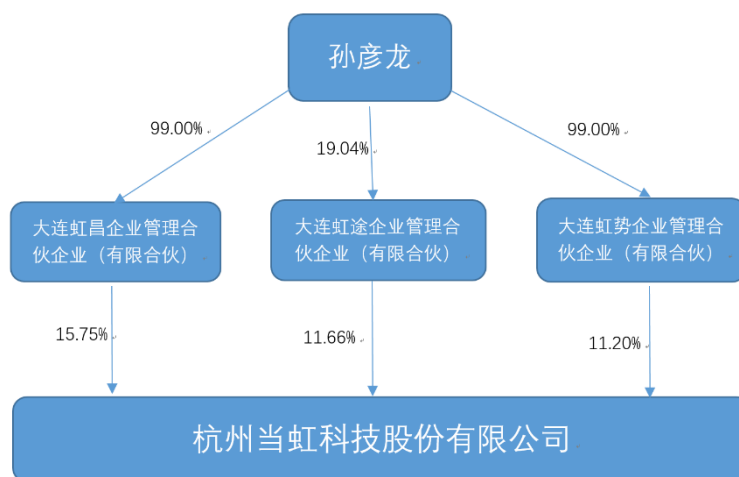 孙彦龙
99.00%
19.04%
99.00%
大连虹昌企业管理合
伙企业（有限合伙）
大连虹途企业管理合
伙企业（有限合伙）
大连虹势企业管理合
伙企业（有限合伙）
15.75%
11.66%
11.20%
杭州当虹科技股份有限公司